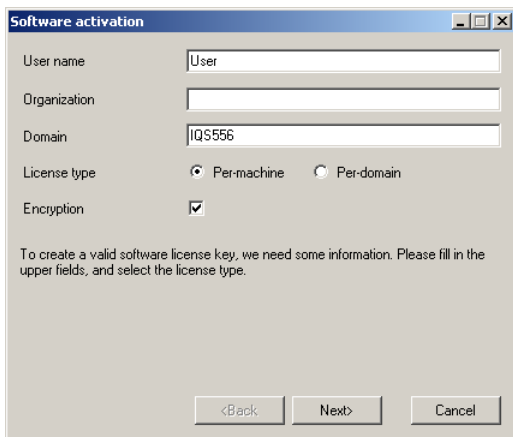 Software activation
User name User
Organization
Domain IQS556
License type Per-machine Per-domain
Encryption
To create a valid software license key, we need some information. Please fill in the
upper fields, and select the license type.
<Back Next> Cancel